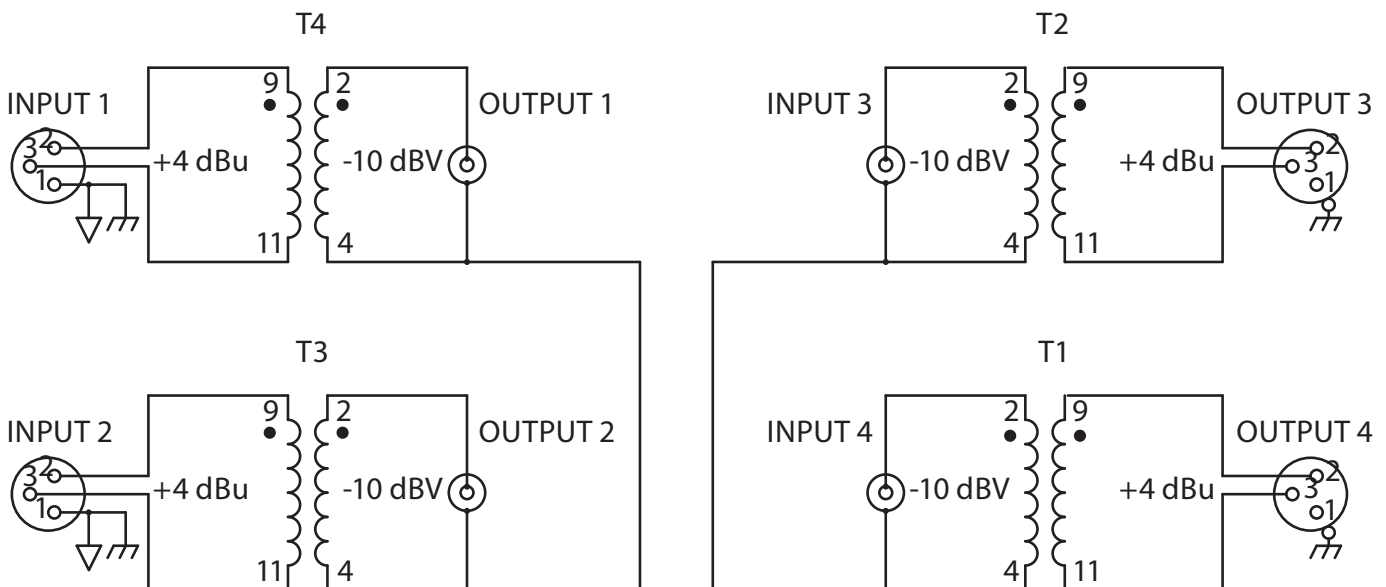 T4
T2
9
2
2
9
INPUT 1
OUTPUT 1
INPUT 3
OUTPUT 3
2
3
1
+4 dBu
-10 dBV
-10 dBV
+4 dBu
2
3
1
11
4
4
11
T3
T1
9
2
2
9
INPUT 2
OUTPUT 2
INPUT 4
OUTPUT 4
2
3
1
+4 dBu
-10 dBV
-10 dBV
+4 dBu
2
3
1
11
4
4
11